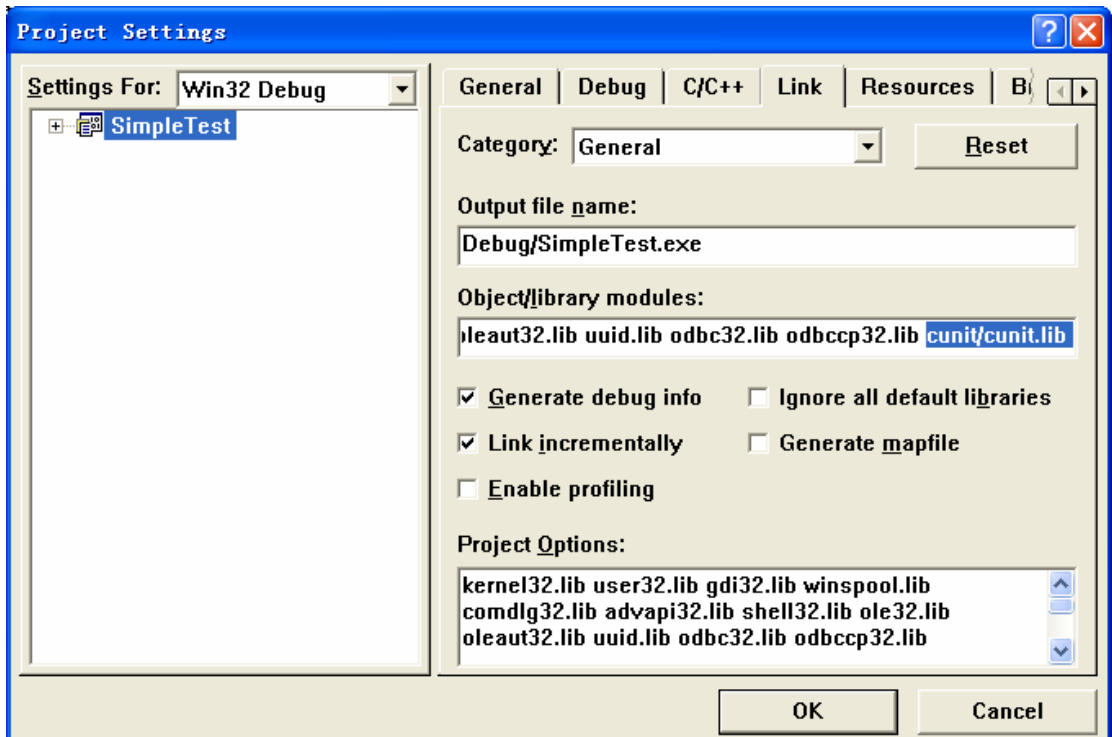 Project Settings
Settings For: Win32 Debug
SimpleTest
General Debug C/C++ Link Resources
Category: General Reset
Output file name:
Debug/SimpleTest.exe
Object/library modules:
oleaut32.lib uuid.lib odbc32.lib odbccp32.lib cunit/cunit.lib
Generate debug info Ignore all default libraries
Link incrementally Generate mapfile
Enable profiling
Project Options:
kernel32.lib user32.lib gdi32.lib winspool.lib
comdlg32.lib advapi32.lib shell32.lib ole32.lib
oleaut32.lib uuid.lib odbc32.lib odbccp32.lib
OK Cancel